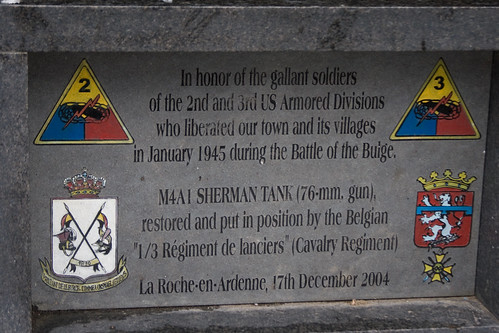 2
3
In honor of the gallant soldiers
of the 2nd and 3rd US Armored Divisions
who liberated our town and its villages
in January 1945 during the Battle of the Buige.
M4A1 SHERMAN TANK (76-mm. gun),
restored and put in position by the Belgian
"1/3 Régiment de lanciers" (Cavalry Regiment)
La Roche-en-Ardenne, 17th December 2004